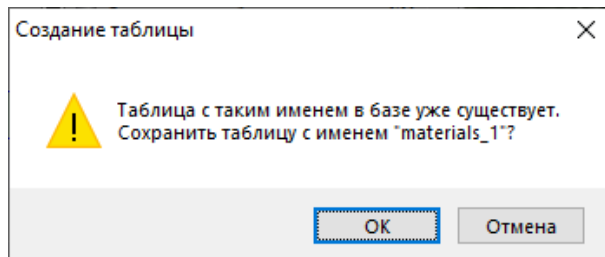 Создание таблицы
Таблица с таким именем в базе уже существует.
Сохранить таблицу с именем "materials_1"?
OK
Отмена